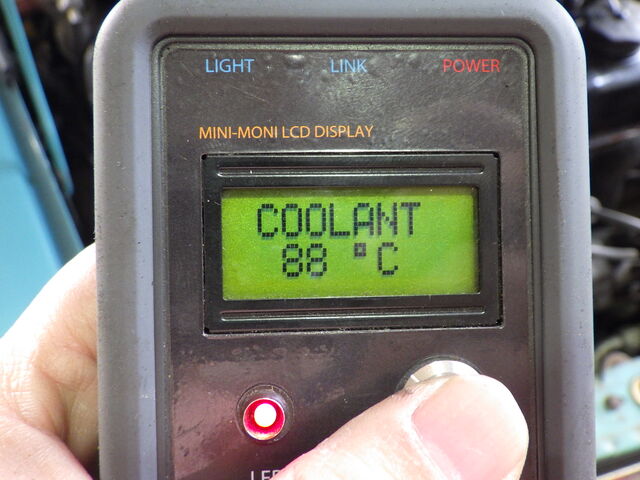 LIGHT LINK POWER
MINI-MONI LCD DISPLAY
COOLANT
88 °C